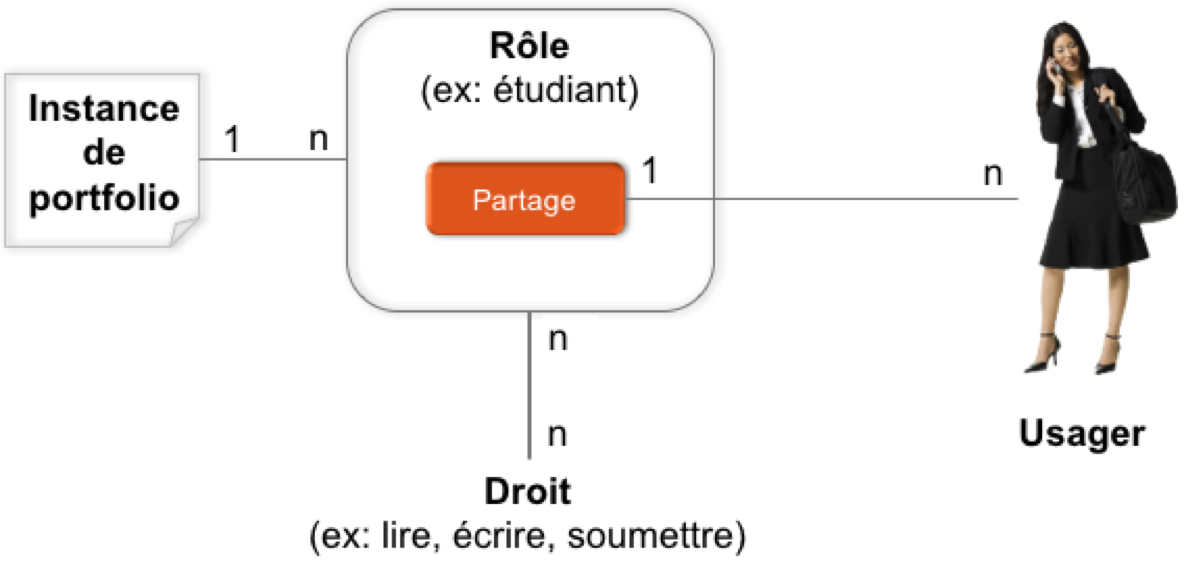 Rôle
(ex: étudiant)
Instance
de
portfolio
1
n
Partage
1
n
n
n
Usager
Droit
(ex: lire, écrire, soumettre)